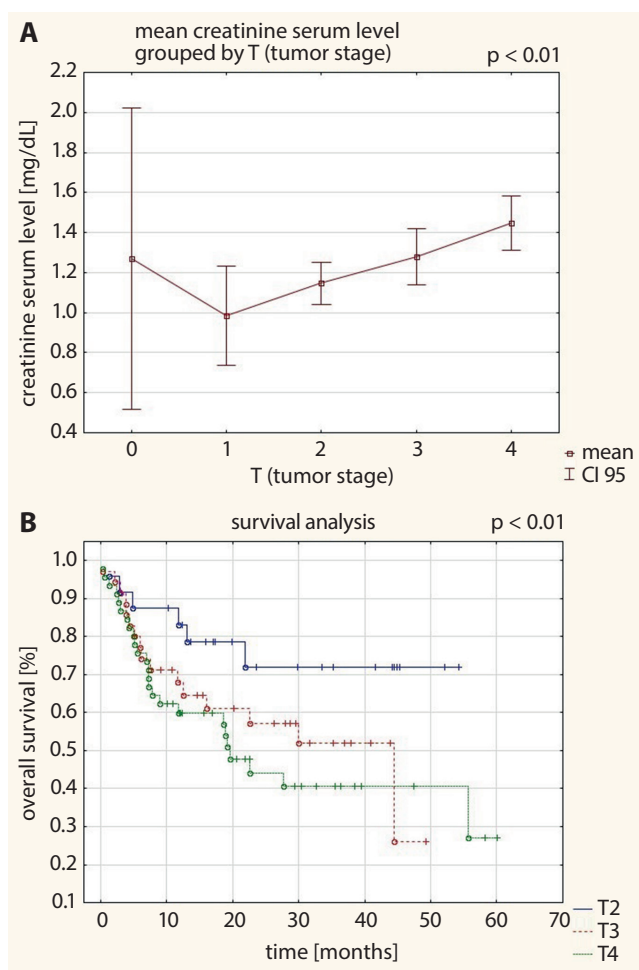 A
mean creatinine serum level
grouped by T (tumor stage)
p < 0.01
creatinine serum level [mg/dL]
2.2
2.0
1.8
1.6
1.4
1.2
1.0
0.8
0.6
0.4
0 1 2 3 4
T (tumor stage)
mean
CI 95
B
survival analysis
p < 0.01
overall survival [%]
1.0
0.9
0.8
0.7
0.6
0.5
0.4
0.3
0.2
0.1
0 10 20 30 40 50 60 70
time [months]
T2
T3
T4